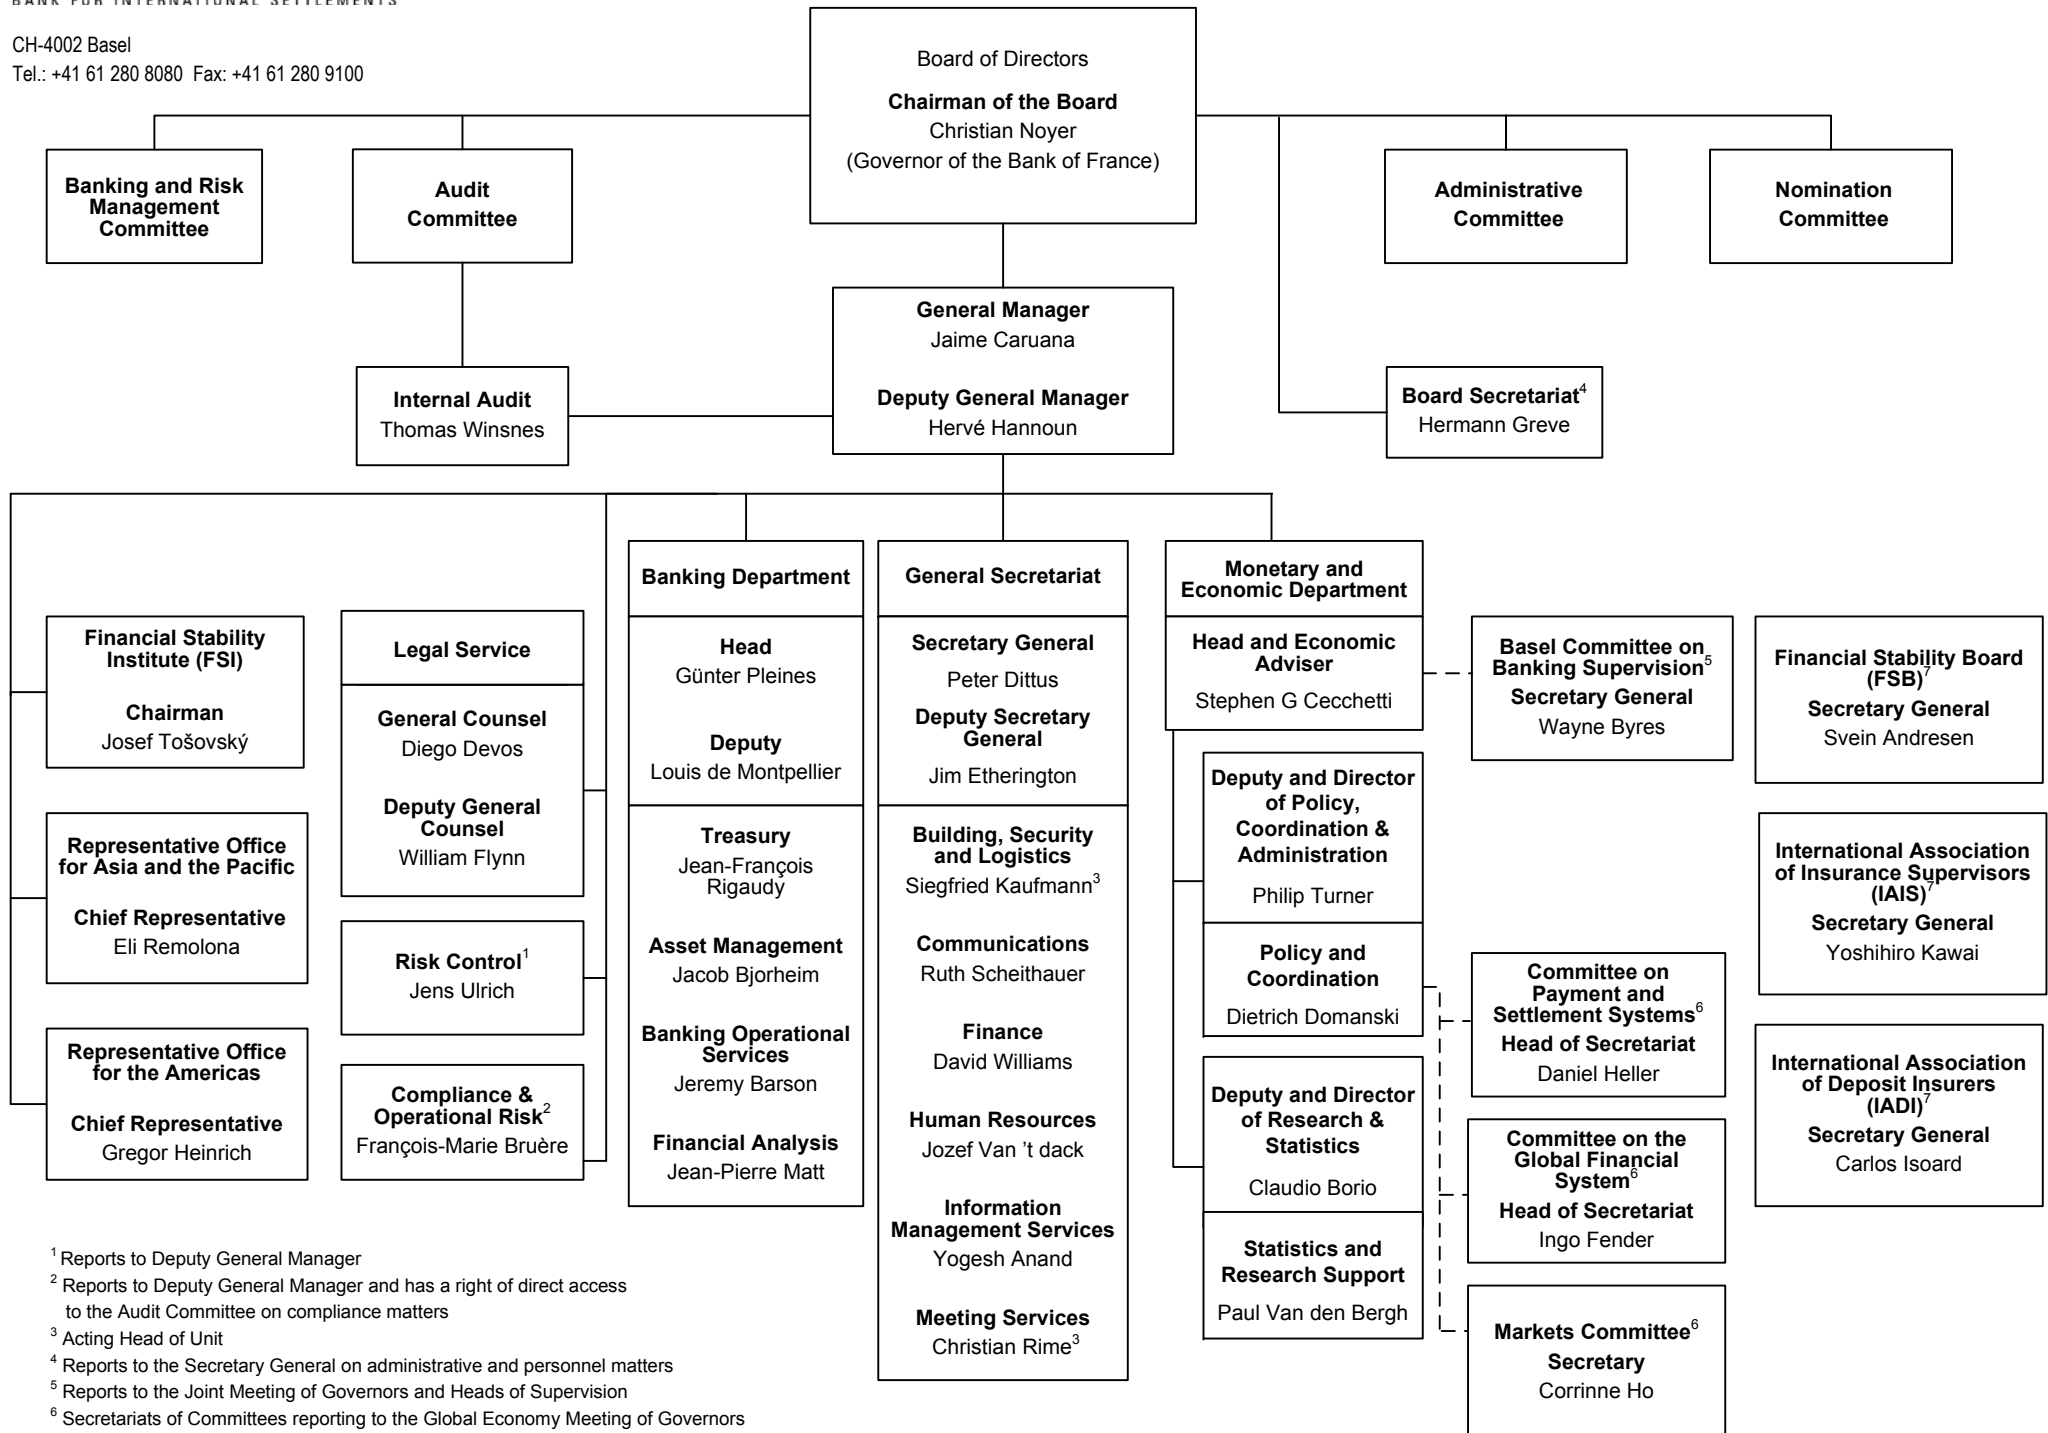 BANK FOR INTERNATIONAL SETTLEMENTS
CH-4002 Basel
Tel.: +41 61 280 8080 Fax: +41 61 280 9100
Board of Directors
Chairman of the Board
Christian Noyer
(Governor of the Bank of France)
Banking and Risk
Management
Committee
Audit
Committee
Administrative
Committee
Nomination
Committee
General Manager
Jaime Caruana
Deputy General Manager
Hervé Hannoun
Internal Audit
Thomas Winsnes
Board Secretariat⁴
Hermann Greve
Financial Stability
Institute (FSI)
Chairman
Josef Tošovský
Representative Office
for Asia and the Pacific
Chief Representative
Eli Remolona
Representative Office
for the Americas
Chief Representative
Gregor Heinrich
Legal Service
General Counsel
Diego Devos
Deputy General
Counsel
William Flynn
Risk Control¹
Jens Ulrich
Compliance &
Operational Risk²
François-Marie Bruère
Banking Department
Head
Günter Pleines
Deputy
Louis de Montpellier
Treasury
Jean-François
Rigaudy
Asset Management
Jacob Bjorheim
Banking Operational
Services
Jeremy Barson
Financial Analysis
Jean-Pierre Matt
General Secretariat
Secretary General
Peter Dittus
Deputy Secretary
General
Jim Etherington
Building, Security
and Logistics
Siegfried Kaufmann³
Communications
Ruth Scheithauer
Finance
David Williams
Human Resources
Jozef Van ’t dack
Information
Management Services
Yogesh Anand
Meeting Services
Christian Rime³
Monetary and
Economic Department
Head and Economic
Adviser
Stephen G Cecchetti
Deputy and Director
of Policy,
Coordination &
Administration
Philip Turner
Policy and
Coordination
Dietrich Domanski
Deputy and Director
of Research &
Statistics
Claudio Borio
Statistics and
Research Support
Paul Van den Bergh
Basel Committee on
Banking Supervision⁵
Secretary General
Wayne Byres
Committee on
Payment and
Settlement Systems⁶
Head of Secretariat
Daniel Heller
Committee on the
Global Financial
System⁶
Head of Secretariat
Ingo Fender
Markets Committee⁶
Secretary
Corrinne Ho
Financial Stability Board
(FSB)⁷
Secretary General
Svein Andresen
International Association
of Insurance Supervisors
(IAIS)⁷
Secretary General
Yoshihiro Kawai
International Association
of Deposit Insurers
(IADI)⁷
Secretary General
Carlos Isoard
¹ Reports to Deputy General Manager
² Reports to Deputy General Manager and has a right of direct access
to the Audit Committee on compliance matters
³ Acting Head of Unit
⁴ Reports to the Secretary General on administrative and personnel matters
⁵ Reports to the Joint Meeting of Governors and Heads of Supervision
⁶ Secretariats of Committees reporting to the Global Economy Meeting of Governors